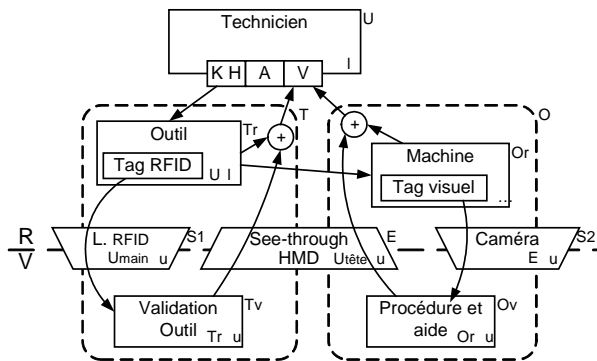 Technicien
U
I
K H
A
V
T
O
Outil
Tr
+
+
Tag RFID
U I
Machine
Or
Tag visuel
...
R
V
L. RFID
S1
Umain u
See-through
E
HMD
Utête u
Caméra
S2
E u
Validation
Tv
Outil
Tr u
Procédure et
Ov
aide
Or u